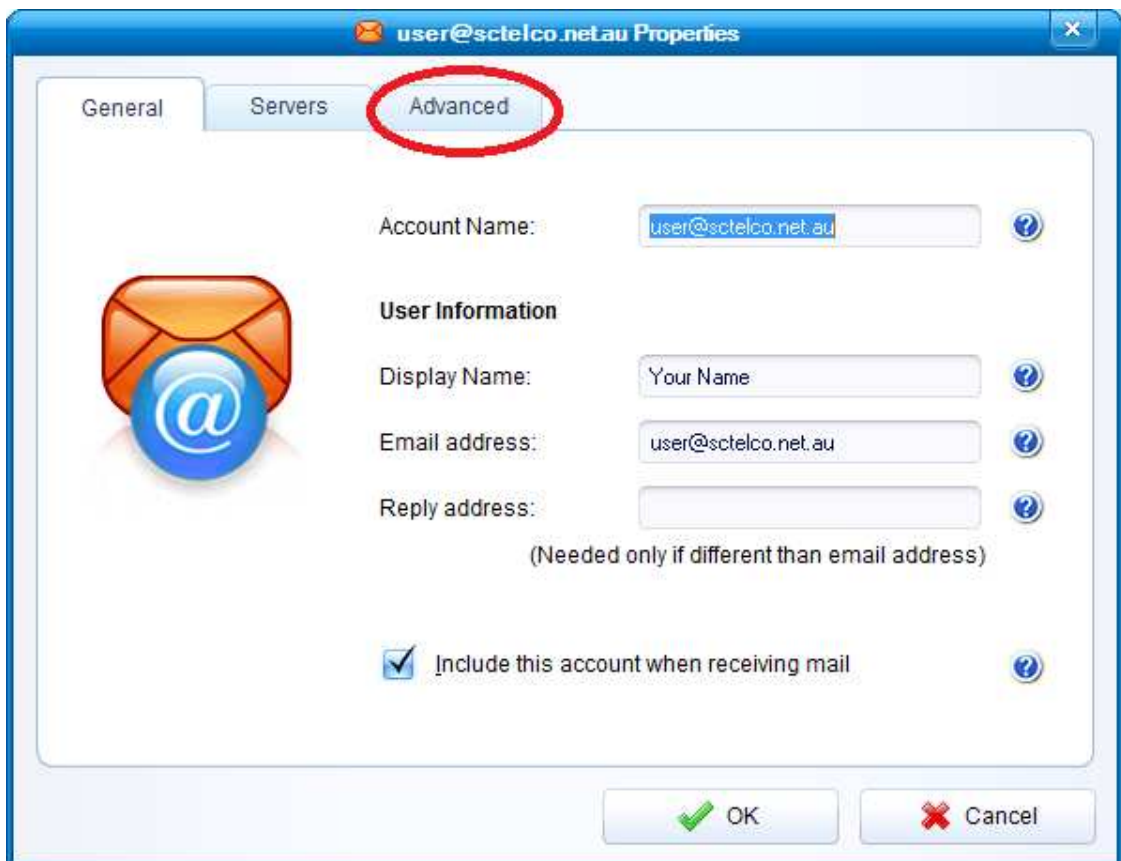 user@sctelco.net.au Properties
General Servers Advanced
Account Name: user@sctelco.net.au
User Information
Display Name: Your Name
Email address: user@sctelco.net.au
Reply address:
(Needed only if different than email address)
Include this account when receiving mail
OK Cancel